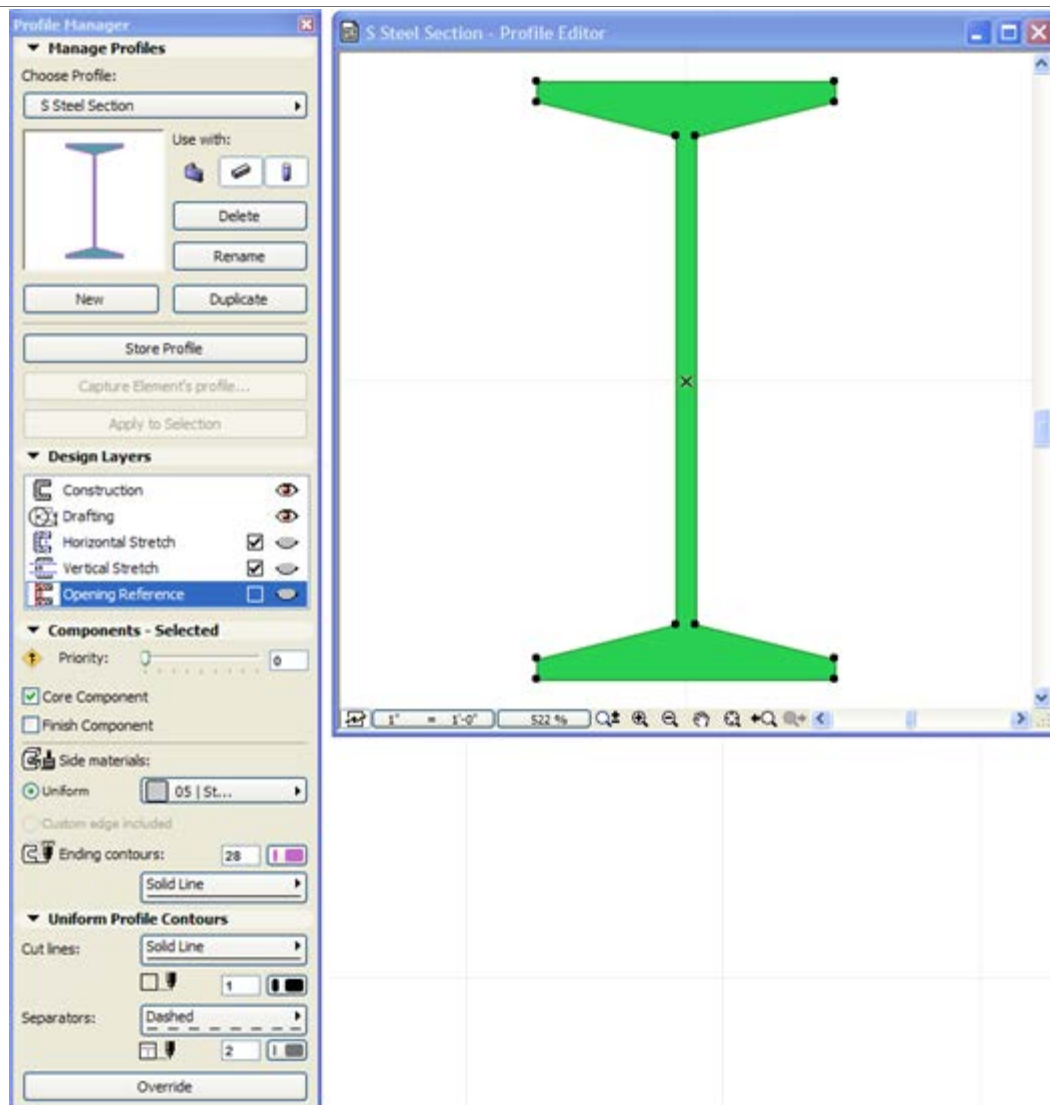 Profile Manager
Manage Profiles
Choose Profile:
S Steel Section
Use with:
Delete
Rename
New
Duplicate
Store Profile
Capture Element's profile...
Apply to Selection
Design Layers
Construction
Drafting
Horizontal Stretch
Vertical Stretch
Opening Reference
Components - Selected
Priority: 0
Core Component
Finish Component
Side materials:
Uniform 05 | St...
Custom edge included
Ending contours: 28
Solid Line
Uniform Profile Contours
Cut lines: Solid Line
1
Separators: Dashed
2
Override
S Steel Section - Profile Editor
1" = 1'-0" 522 %